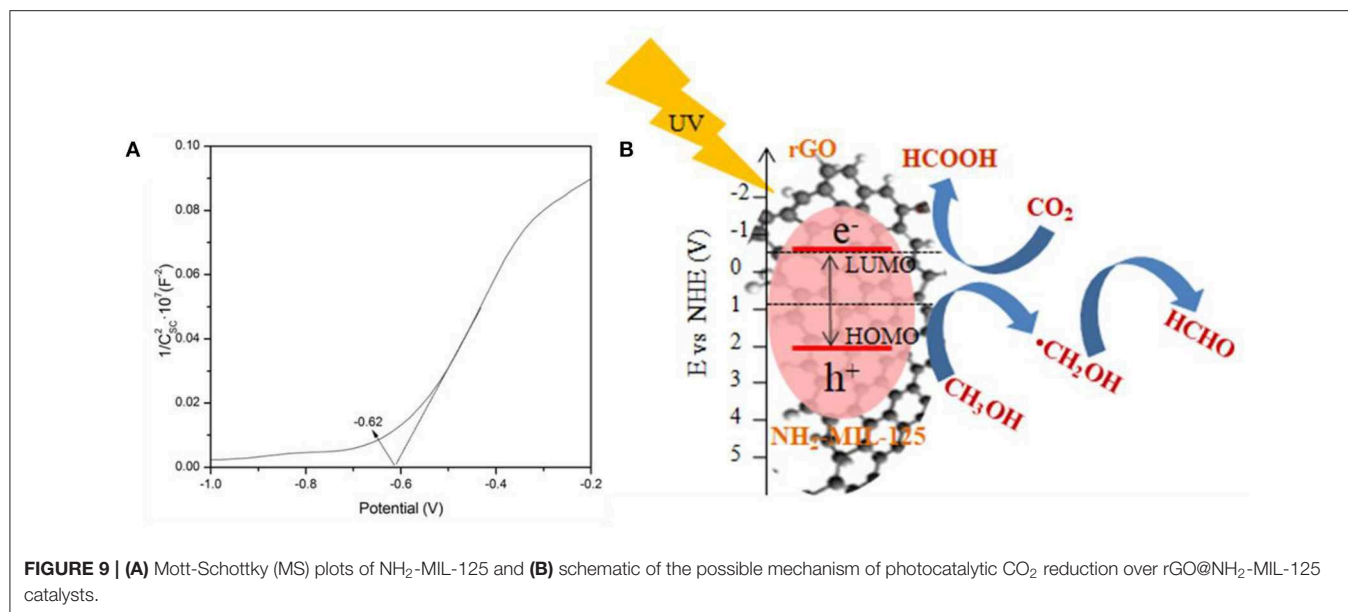 A
0.10
0.08
0.06
0.04
0.02
0.00
1/C²sc·10⁷(F⁻²)
-0.62
-1.0 -0.8 -0.6 -0.4 -0.2
Potential (V)
B
UV
rGO
HCOOH
CO₂
E vs NHE (V)
-2
-1
0
1
2
3
4
5
e⁻
LUMO
HOMO
h⁺
NH₂-MIL-125
CH₃OH
•CH₂OH
HCHO
FIGURE 9 | (A) Mott-Schottky (MS) plots of NH₂-MIL-125 and (B) schematic of the possible mechanism of photocatalytic CO₂ reduction over rGO@NH₂-MIL-125
catalysts.